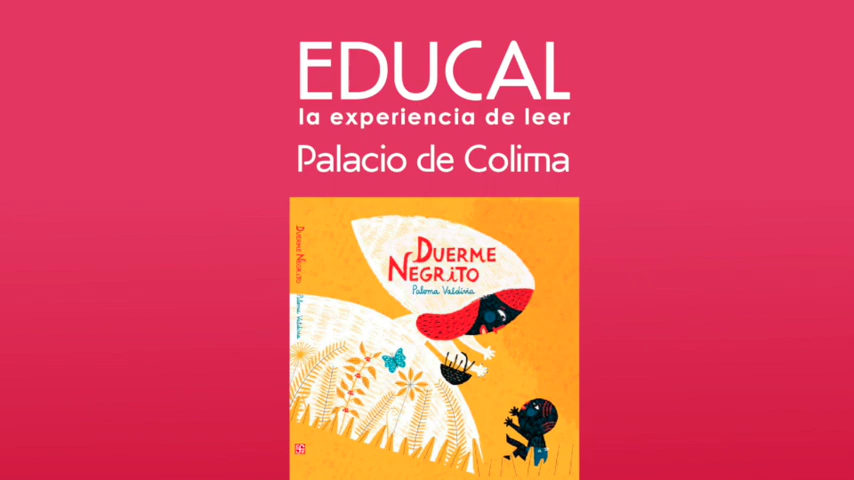 EDUCAL
la experiencia de leer
Palacio de Colima
DUERME
NEGRITO
Paloma Valdivia
DUERME NEGRITO
Paloma Valdivia